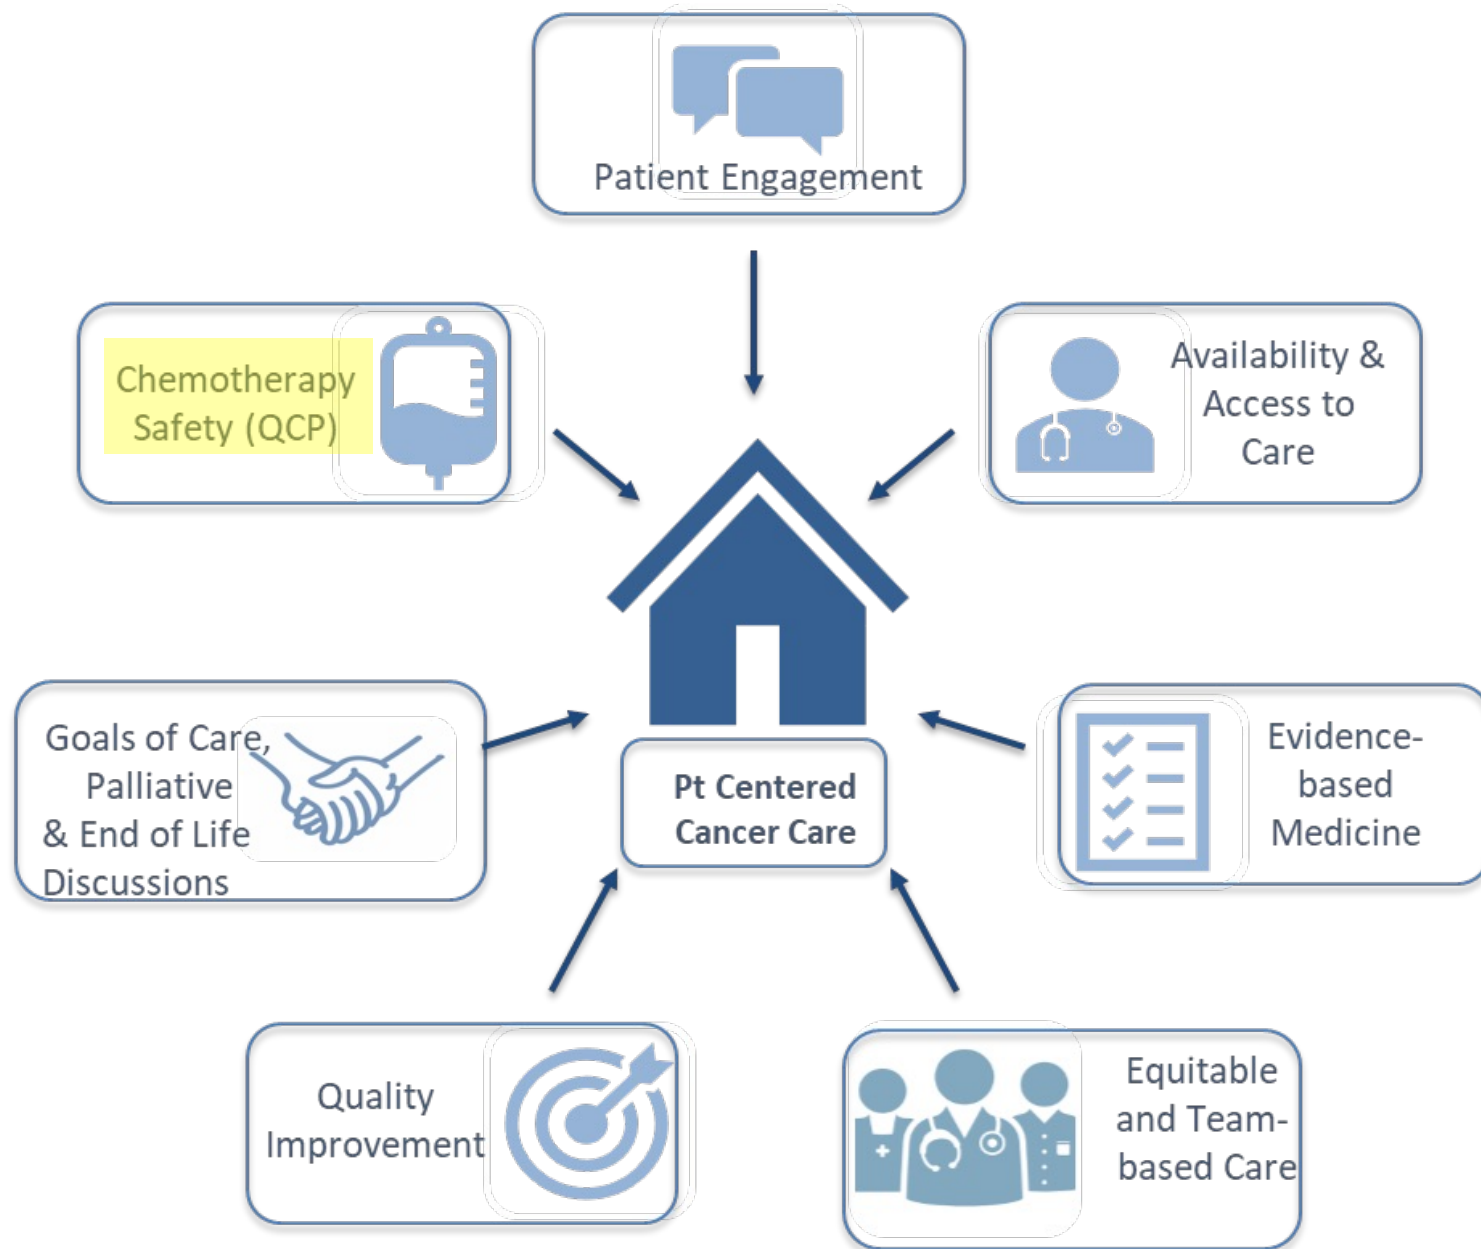 Patient Engagement
Chemotherapy
Safety (QCP)
Availability &
Access to
Care
Goals of Care,
Palliative
& End of Life
Discussions
Pt Centered
Cancer Care
Evidence-
based
Medicine
Quality
Improvement
Equitable
and Team-
based Care